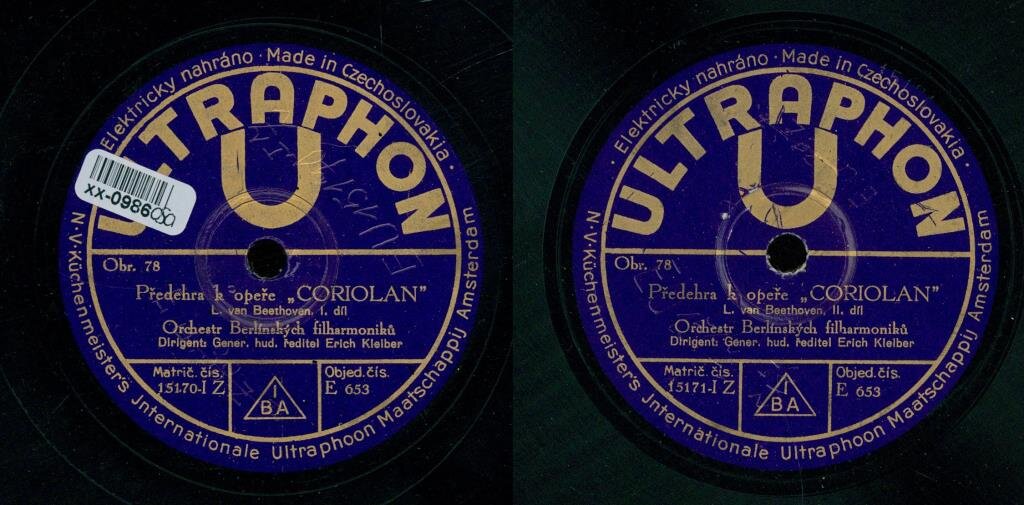 Elektricky nahráno · Made in Czechoslovakia ·
ULTRAPHON
U
xx-0986
Obr. 78
Předehra k opeře „CORIOLAN”
L. van Beethoven, I. díl
Orchestr Berlínských filharmoniků
Dirigent: Gener. hud. ředitel Erich Kleiber
Matrič. čís.
15170-I Z
I
BA
Objed. čís.
E 653
N·V·Küchenmeister's Jnternationale Ultraphoon Maatschappij Amsterdam
· Elektricky nahráno · Made in Czechoslovakia ·
ULTRAPHON
U
Obr. 78
Předehra k opeře „CORIOLAN”
L. van Beethoven, II. díl
Orchestr Berlínských filharmoniků
Dirigent: Gener. hud. ředitel Erich Kleiber
Matrič. čís.
15171-I Z
I
BA
Objed. čís.
E 653
N·V·Küchenmeister's Jnternationale Ultraphoon Maatschappij Amsterdam